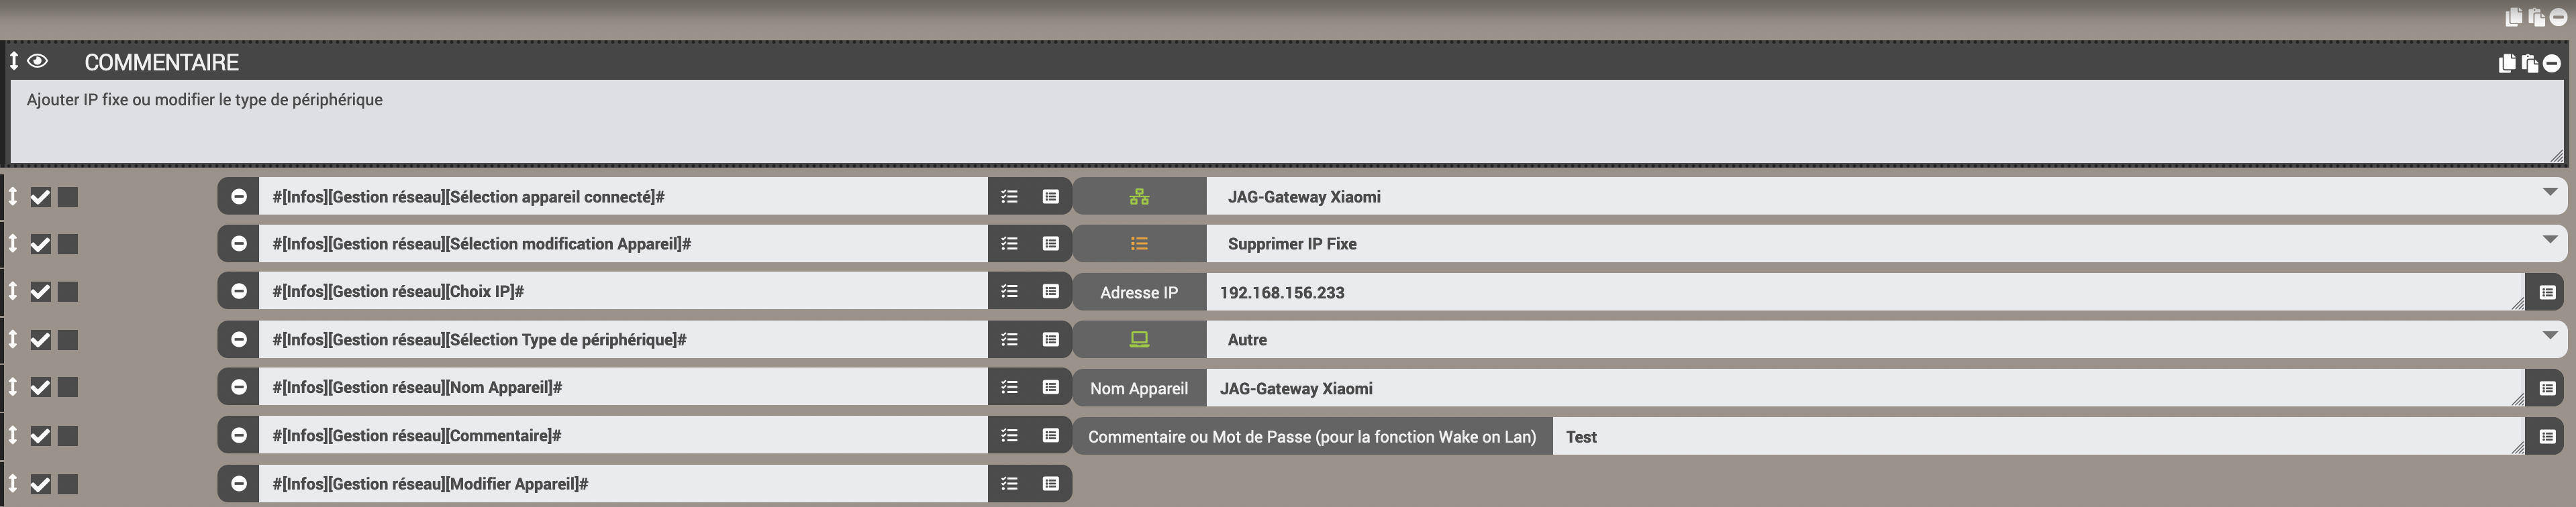 COMMENTAIRE
Ajouter IP fixe ou modifier le type de périphérique
#[Infos][Gestion réseau][Sélection appareil connecté]# JAG-Gateway Xiaomi
#[Infos][Gestion réseau][Sélection modification Appareil]# Supprimer IP Fixe
#[Infos][Gestion réseau][Choix IP]# Adresse IP 192.168.156.233
#[Infos][Gestion réseau][Sélection Type de périphérique]# Autre
#[Infos][Gestion réseau][Nom Appareil]# Nom Appareil JAG-Gateway Xiaomi
#[Infos][Gestion réseau][Commentaire]# Commentaire ou Mot de Passe (pour la fonction Wake on Lan) Test
#[Infos][Gestion réseau][Modifier Appareil]#